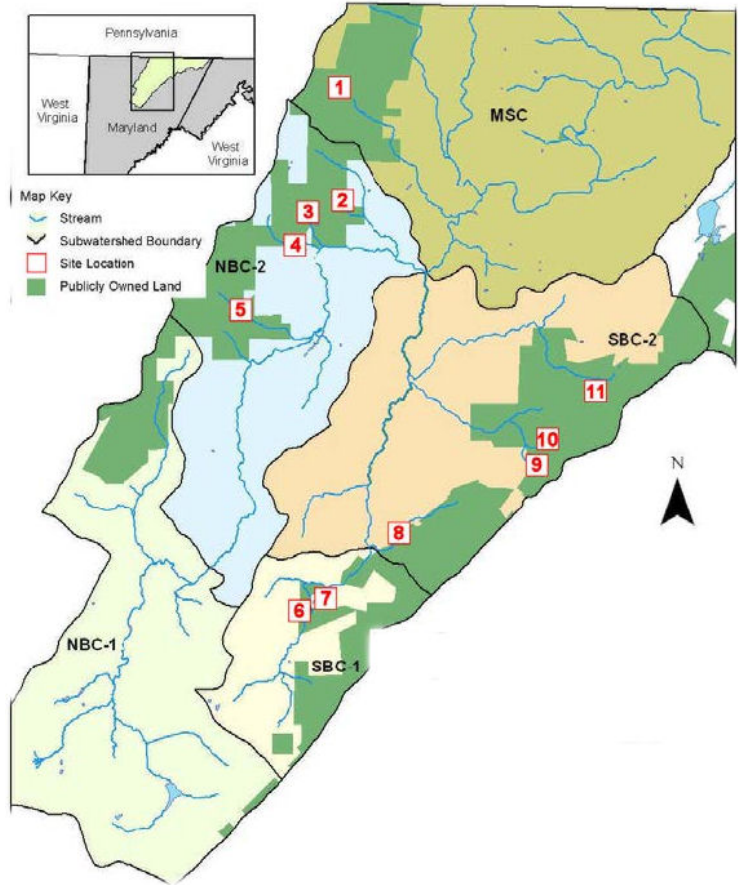 Pennsylvania
West
Virginia
Maryland
West
Virginia
Map Key
Stream
Subwatershed Boundary
Site Location
Publicly Owned Land
1
MSC
2
3
4
NBC-2
5
SBC-2
11
10
9
N
8
7
6
NBC-1
SBC-1